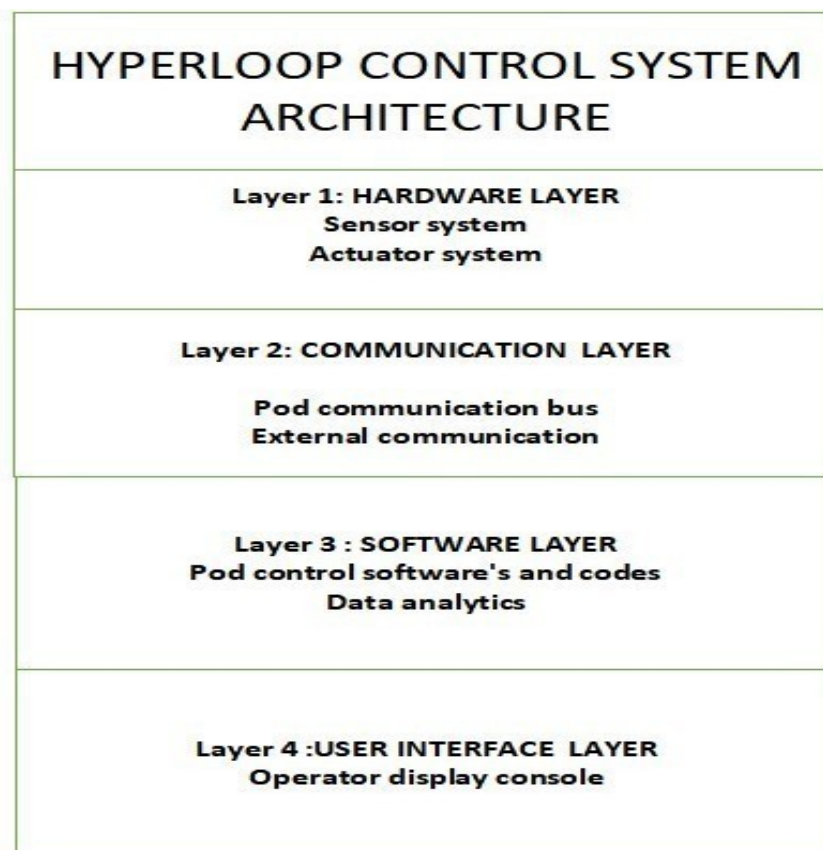 HYPERLOOP CONTROL SYSTEM
ARCHITECTURE
Layer 1: HARDWARE LAYER
Sensor system
Actuator system
Layer 2: COMMUNICATION LAYER
Pod communication bus
External communication
Layer 3 : SOFTWARE LAYER
Pod control software's and codes
Data analytics
Layer 4 :USER INTERFACE LAYER
Operator display console